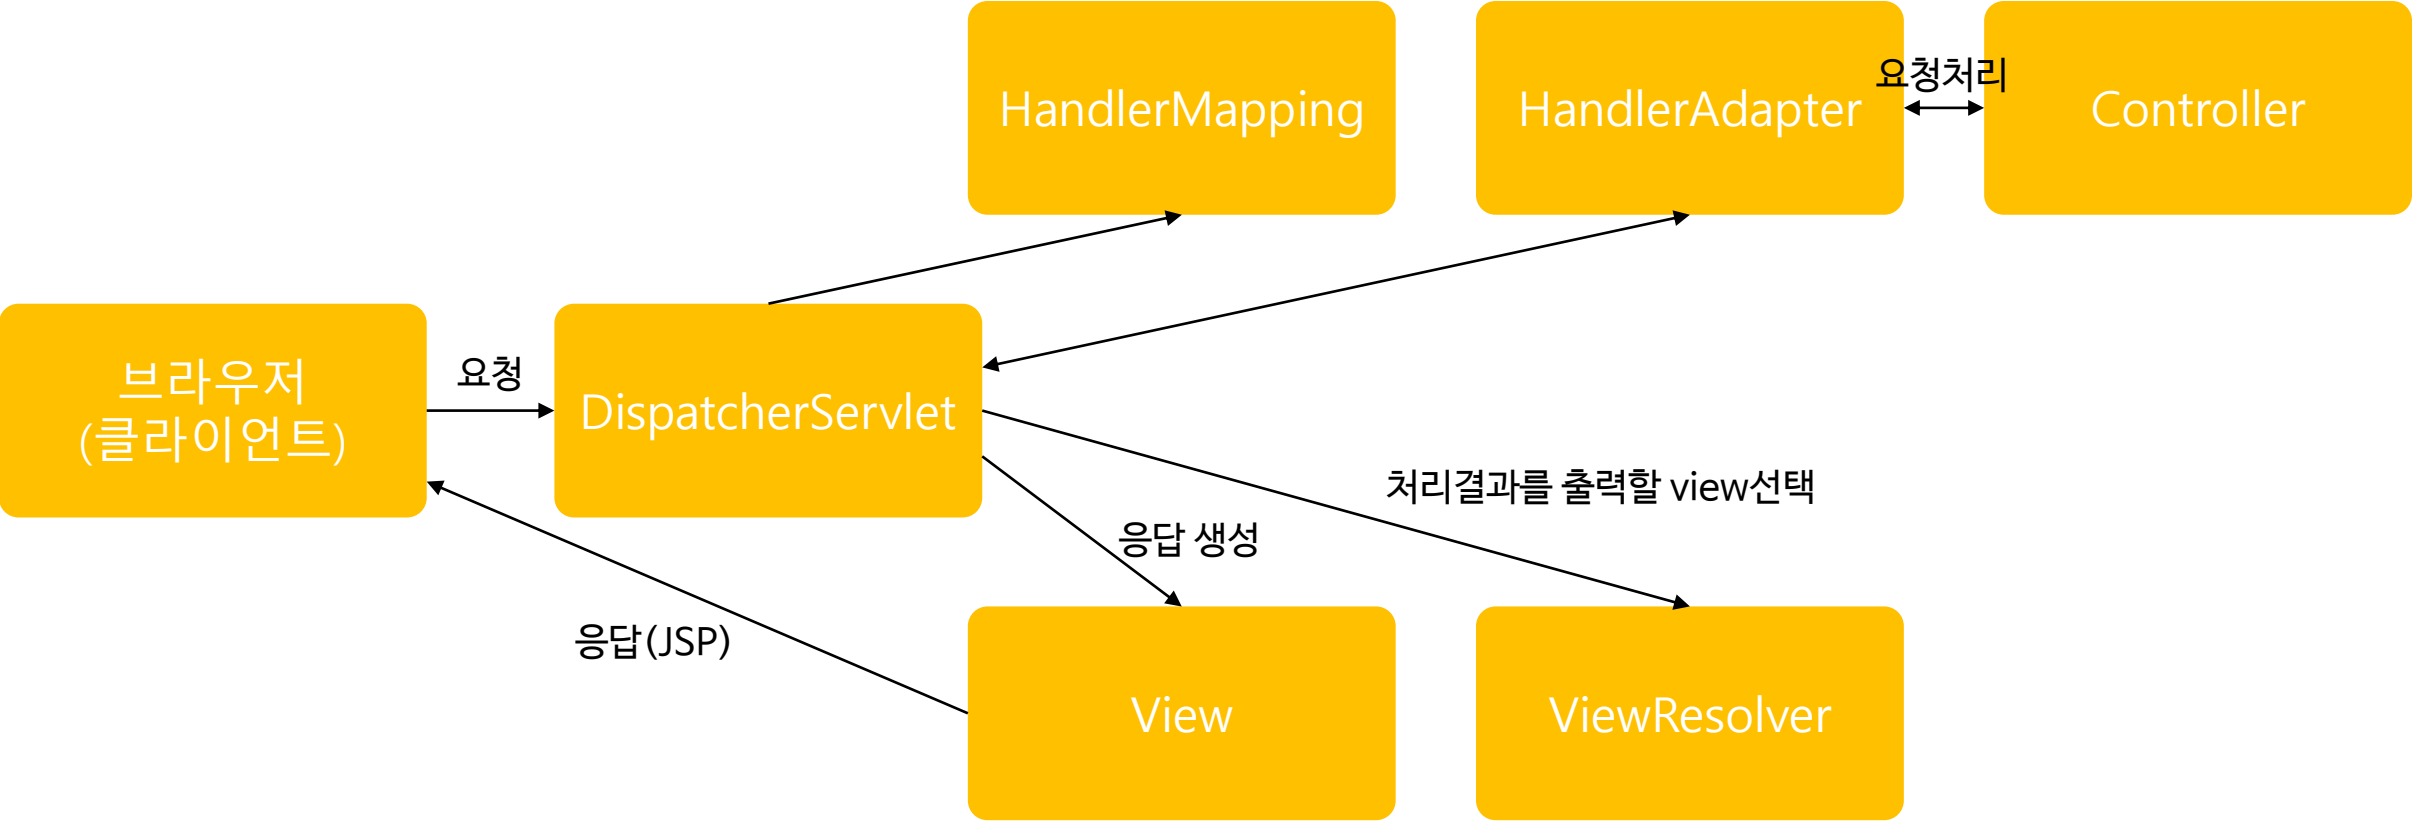 HandlerMapping
HandlerAdapter
요청처리
Controller
브라우저
(클라이언트)
요청
DispatcherServlet
처리결과를 출력할 view선택
응답 생성
응답(JSP)
View
ViewResolver